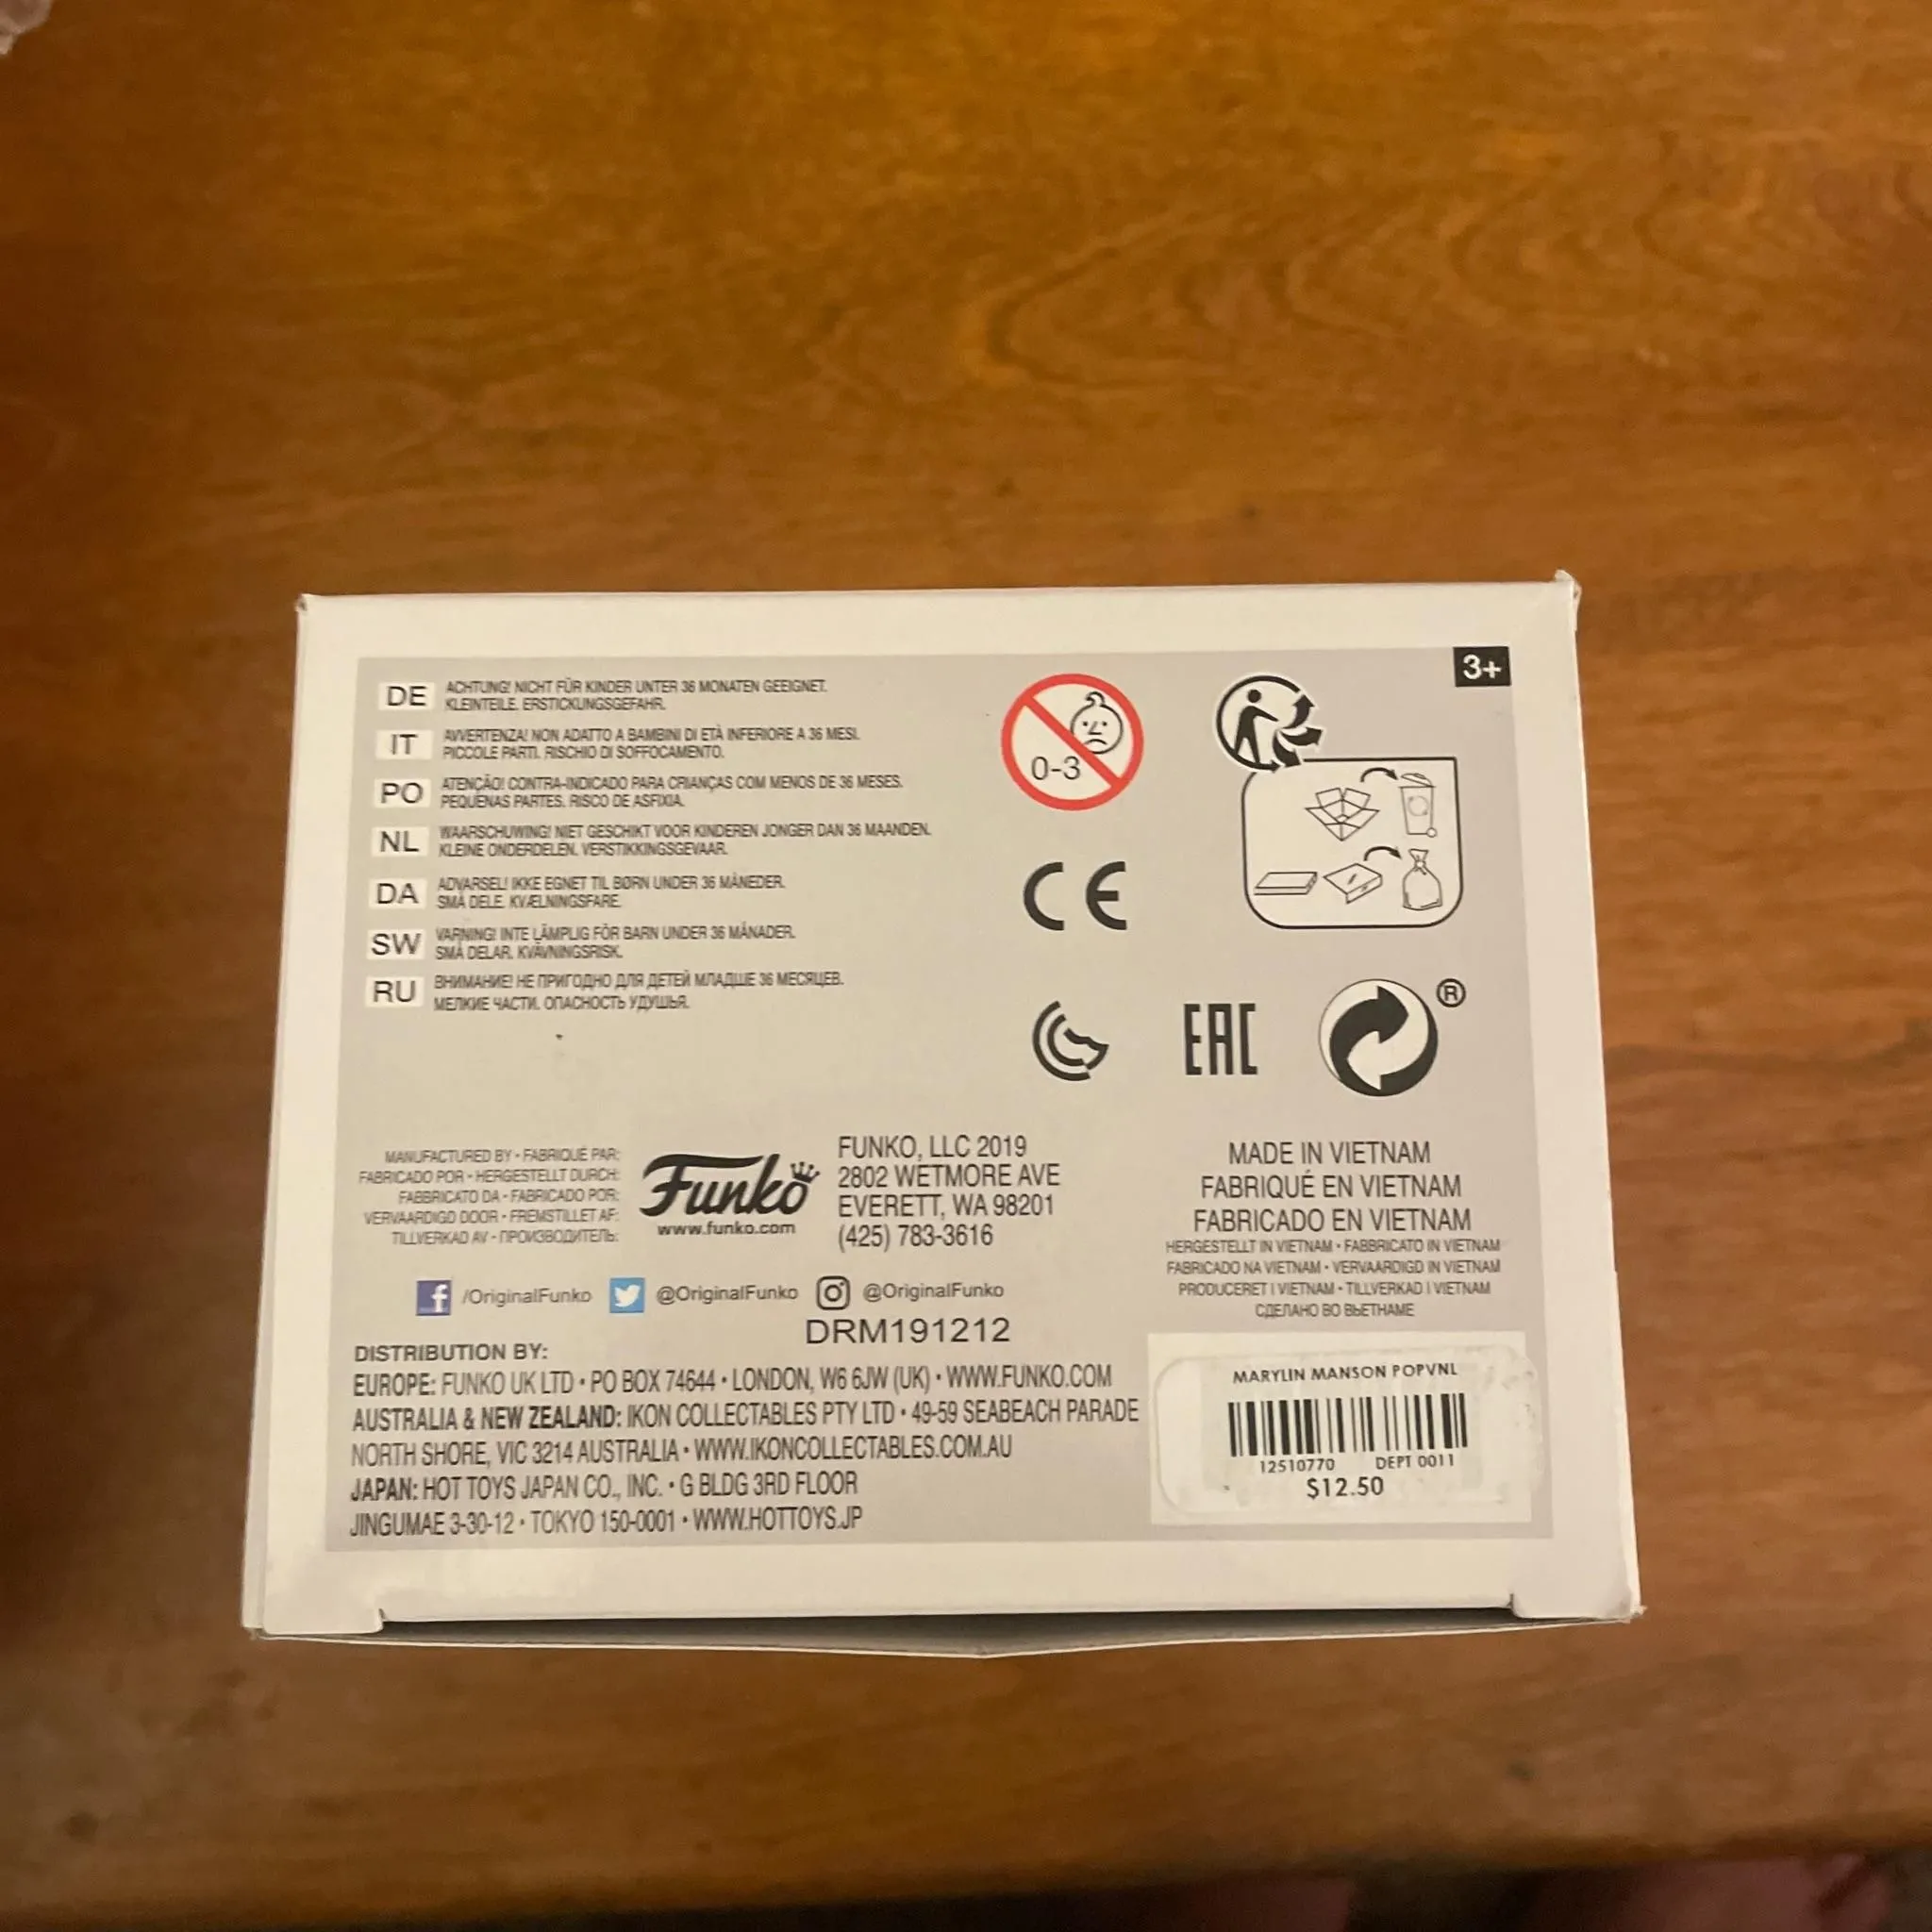 3+
DE ACHTUNG! NICHT FÜR KINDER UNTER 36 MONATEN GEEIGNET.
KLEINTEILE. ERSTICKUNGSGEFAHR.
IT AVVERTENZA! NON ADATTO A BAMBINI DI ETÀ INFERIORE A 36 MESI.
PICCOLE PARTI. RISCHIO DI SOFFOCAMENTO.
PO ATENÇÃO! CONTRA-INDICADO PARA CRIANÇAS COM MENOS DE 36 MESES.
PEQUENAS PARTES. RISCO DE ASFIXIA.
NL WAARSCHUWING! NIET GESCHIKT VOOR KINDEREN JONGER DAN 36 MAANDEN.
KLEINE ONDERDELEN. VERSTIKKINGSGEVAAR.
DA ADVARSEL! IKKE EGNET TIL BØRN UNDER 36 MÅNEDER.
SMÅ DELE. KVÆLNINGSFARE.
SW VARNING! INTE LÄMPLIG FÖR BARN UNDER 36 MÅNADER.
SMÅ DELAR. KVÄVNINGSRISK.
RU ВНИМАНИЕ! НЕ ПРИГОДНО ДЛЯ ДЕТЕЙ МЛАДШЕ 36 МЕСЯЦЕВ.
МЕЛКИЕ ЧАСТИ. ОПАСНОСТЬ УДУШЬЯ.
0-3
CE
EAC
®
MANUFACTURED BY • FABRIQUÉ PAR:
FABRICADO POR • HERGESTELLT DURCH:
FABBRICATO DA • FABRICADO POR:
VERVAARDIGD DOOR • FREMSTILLET AF:
TILLVERKAD AV • ПРОИЗВОДИТЕЛЬ:
Funko
www.funko.com
FUNKO, LLC 2019
2802 WETMORE AVE
EVERETT, WA 98201
(425) 783-3616
MADE IN VIETNAM
FABRIQUÉ EN VIETNAM
FABRICADO EN VIETNAM
HERGESTELLT IN VIETNAM • FABBRICATO IN VIETNAM
FABRICADO NA VIETNAM • VERVAARDIGD IN VIETNAM
PRODUCERET I VIETNAM • TILLVERKAD I VIETNAM
СДЕЛАНО ВО ВЬЕТНАМЕ
f /OriginalFunko @OriginalFunko @OriginalFunko
DRM191212
DISTRIBUTION BY:
EUROPE: FUNKO UK LTD • PO BOX 74644 • LONDON, W6 6JW (UK) • WWW.FUNKO.COM
AUSTRALIA & NEW ZEALAND: IKON COLLECTABLES PTY LTD • 49-59 SEABEACH PARADE
NORTH SHORE, VIC 3214 AUSTRALIA • WWW.IKONCOLLECTABLES.COM.AU
JAPAN: HOT TOYS JAPAN CO., INC. • G BLDG 3RD FLOOR
JINGUMAE 3-30-12 • TOKYO 150-0001 • WWW.HOTTOYS.JP
MARYLIN MANSON POPVNL
12510770 DEPT 0011
$12.50